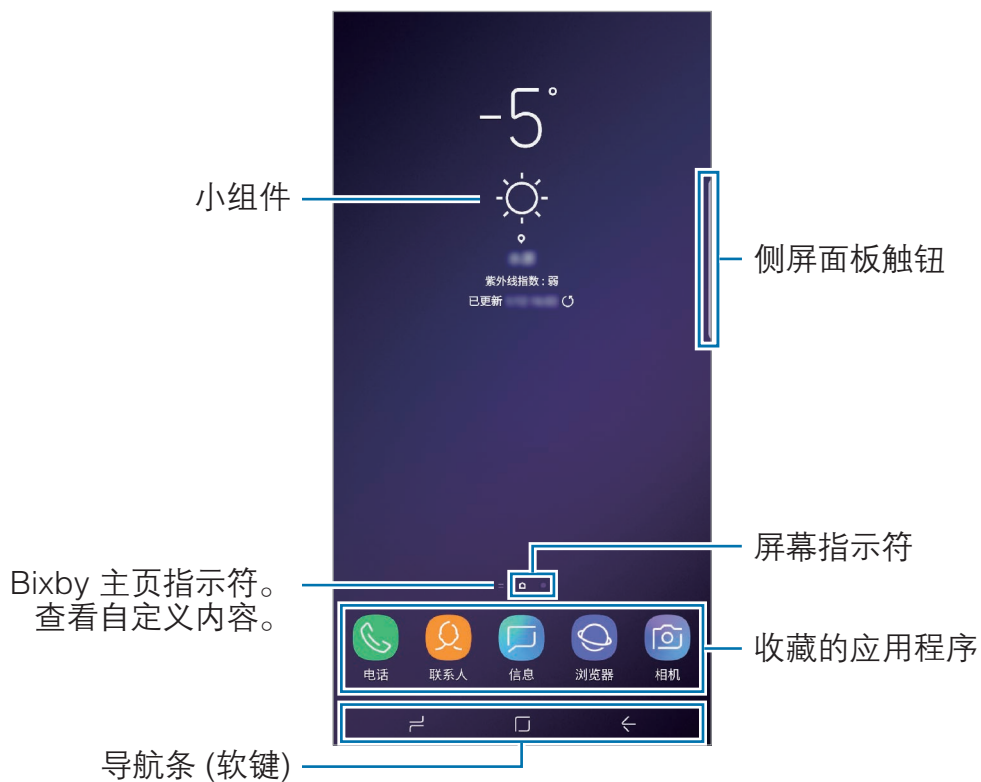 -5°
小组件
侧屏面板触钮
紫外线指数 : 弱
已更新
屏幕指示符
Bixby 主页指示符。
查看自定义内容。
电话 联系人 信息 浏览器 相机
收藏的应用程序
导航条 (软键)